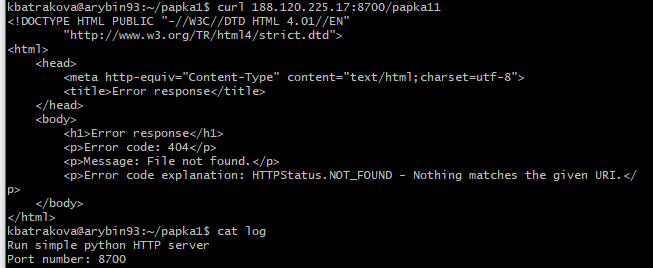 kbatrakova@arybin93:~/papka1$ curl 188.120.225.17:8700/papka11
<!DOCTYPE HTML PUBLIC "-//W3C//DTD HTML 4.01//EN"
        "http://www.w3.org/TR/html4/strict.dtd">
<html>
    <head>
        <meta http-equiv="Content-Type" content="text/html;charset=utf-8">
        <title>Error response</title>
    </head>
    <body>
        <h1>Error response</h1>
        <p>Error code: 404</p>
        <p>Message: File not found.</p>
        <p>Error code explanation: HTTPStatus.NOT_FOUND - Nothing matches the given URI.</
p>
    </body>
</html>
kbatrakova@arybin93:~/papka1$ cat log
Run simple python HTTP server
Port number: 8700